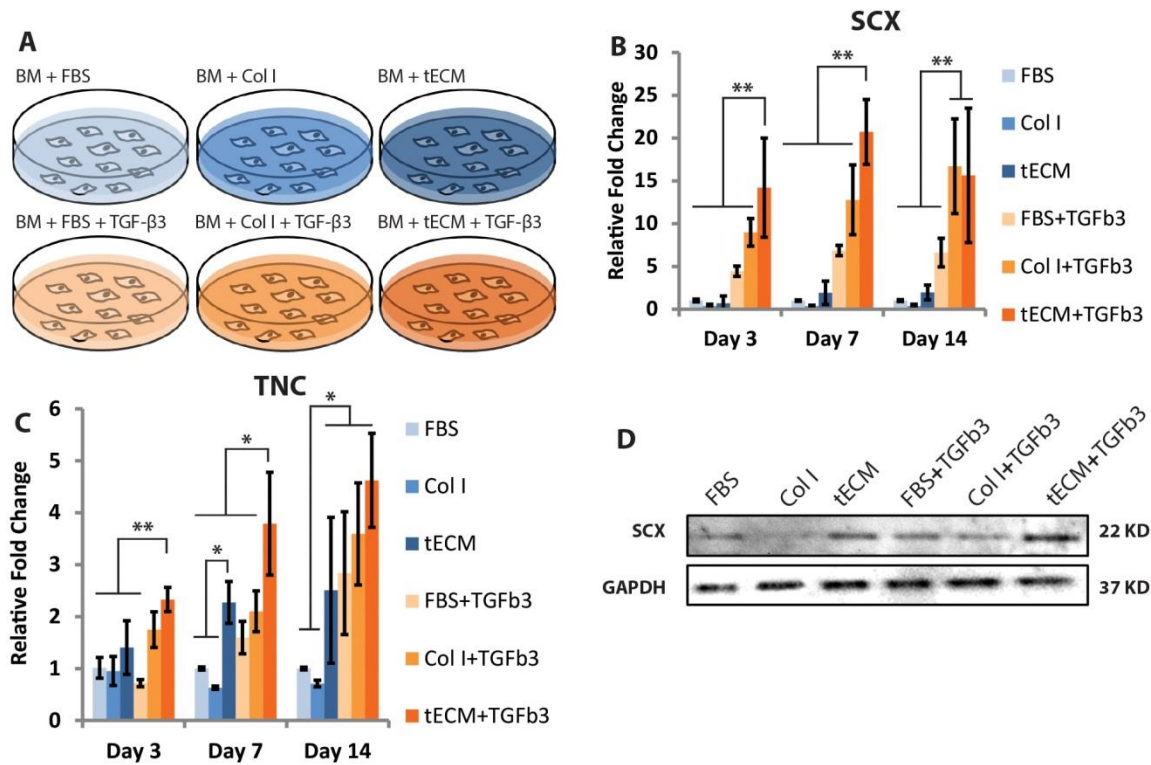 A
BM + FBS
BM + Col I
BM + tECM
BM + FBS + TGF-β3
BM + Col I + TGF-β3
BM + tECM + TGF-β3
B
SCX
Relative Fold Change
30
25
20
15
10
5
0
**
**
**
Day 3
Day 7
Day 14
FBS
Col I
tECM
FBS+TGFb3
Col I+TGFb3
tECM+TGFb3
C
TNC
Relative Fold Change
6
5
4
3
2
1
0
**
*
*
*
Day 3
Day 7
Day 14
FBS
Col I
tECM
FBS+TGFb3
Col I+TGFb3
tECM+TGFb3
D
FBS
Col I
tECM
FBS+TGFb3
Col I+TGFb3
tECM+TGFb3
SCX
22 KD
GAPDH
37 KD